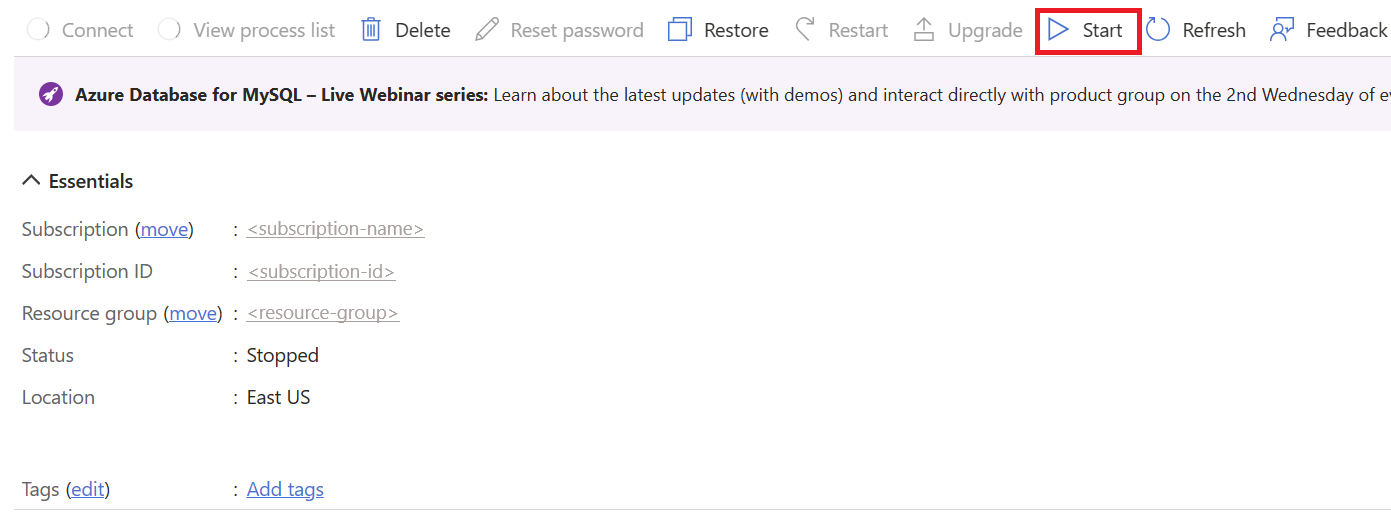 Connect View process list Delete Reset password Restore Restart Upgrade Start Refresh Feedback
Azure Database for MySQL – Live Webinar series: Learn about the latest updates (with demos) and interact directly with product group on the 2nd Wednesday of
Essentials
Subscription (move) : <subscription-name>
Subscription ID : <subscription-id>
Resource group (move) : <resource-group>
Status : Stopped
Location : East US
Tags (edit) : Add tags